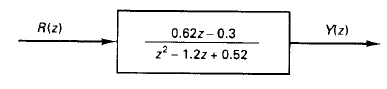 R(z)
0.62z – 0.3
z² – 1.2z + 0.52
Y(z)